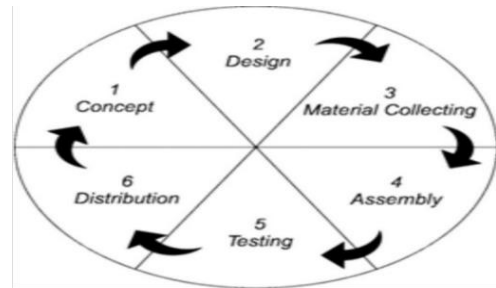 1
Concept
2
Design
3
Material Collecting
4
Assembly
5
Testing
6
Distribution